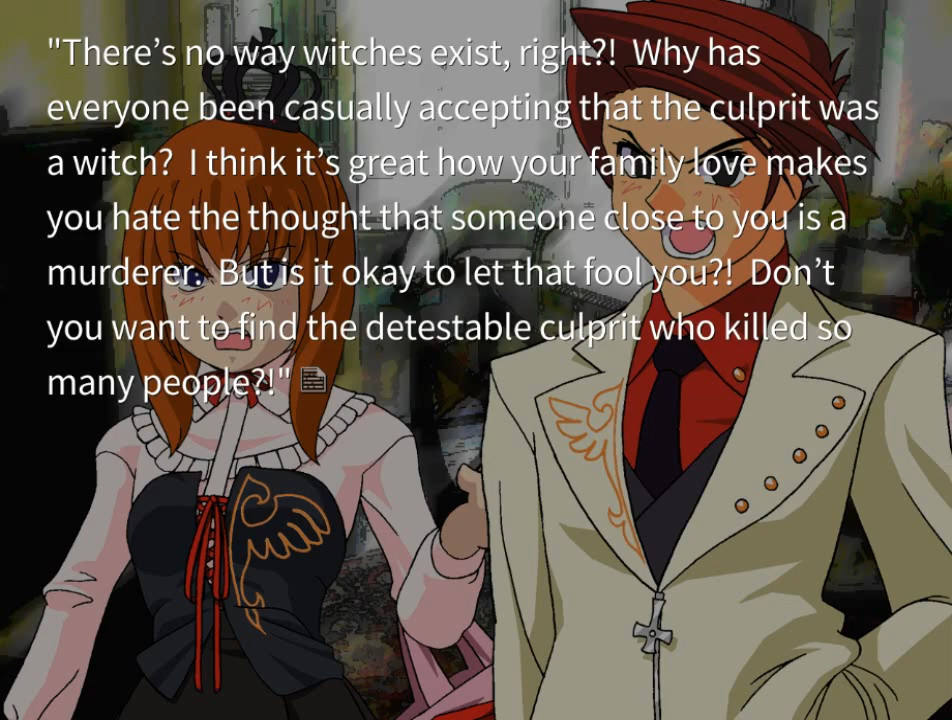 "There’s no way witches exist, right?!  Why has
everyone been casually accepting that the culprit was
a witch?  I think it’s great how your family love makes
you hate the thought that someone close to you is a
murderer.  But is it okay to let that fool you?!  Don’t
you want to find the detestable culprit who killed so
many people?!"